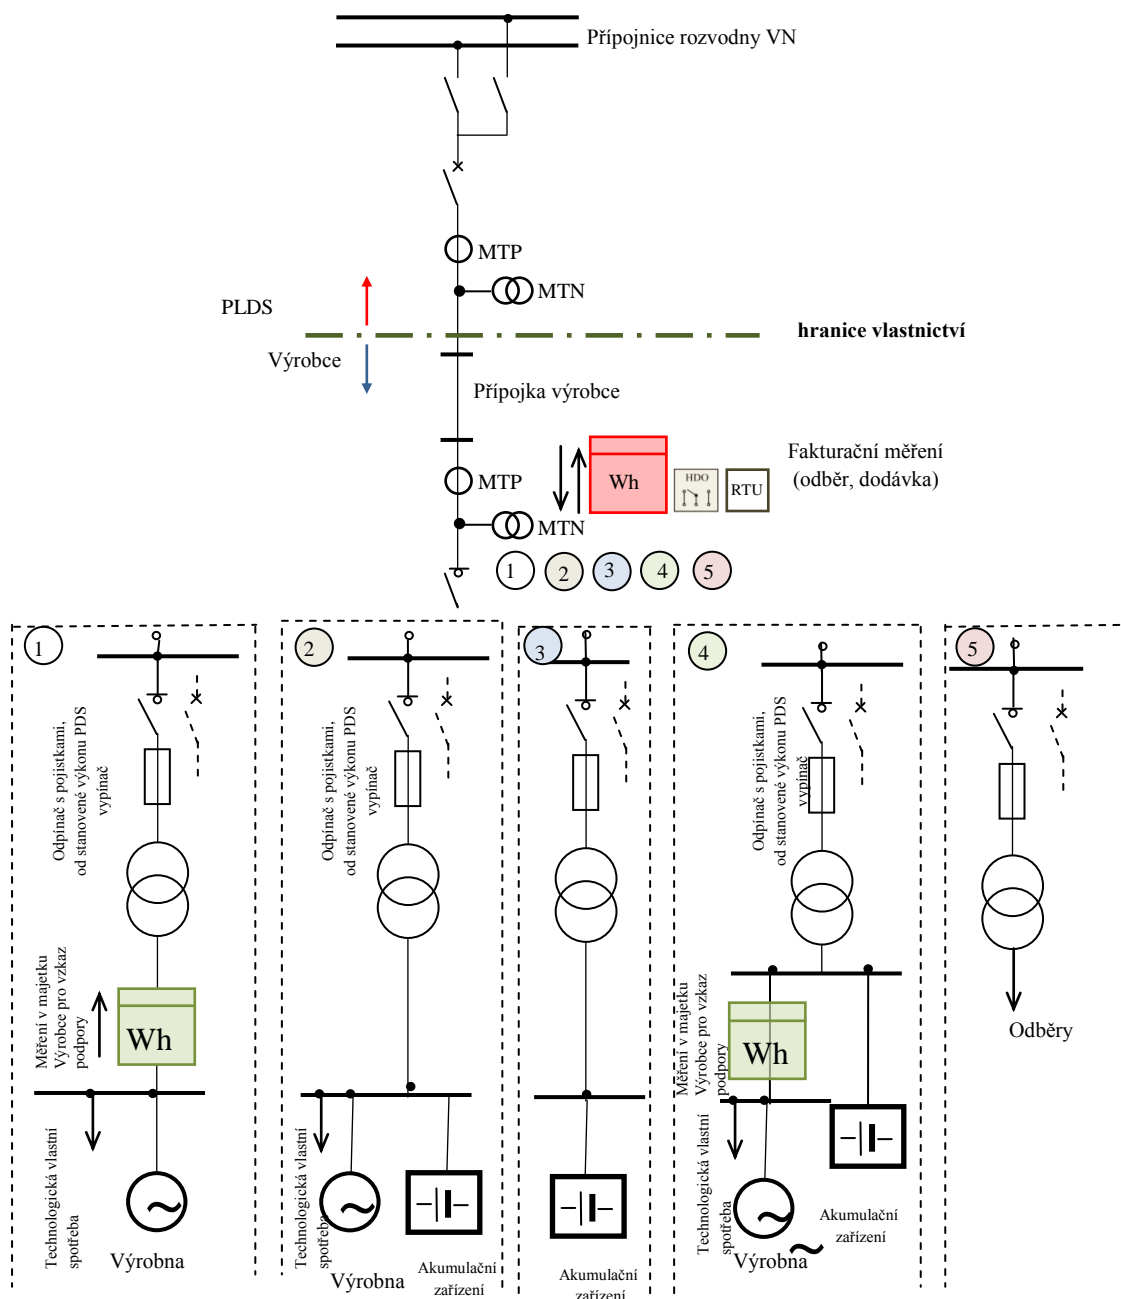 Přípojnice rozvodny VN
MTP
MTN
PLDS
hranice vlastnictví
Výrobce
Přípojka výrobce
Fakturační měření
(odběr, dodávka)
MTP
Wh
HDO
RTU
MTN
1
2
3
4
5
1
Odpínač s pojistkami,
od stanovené výkonu PDS
vypínač
Měření v majetku
Výrobce pro vzkaz
podpory
Wh
Technologická vlastní
spotřeba
Výrobna
2
Odpínač s pojistkami,
od stanovené výkonu PDS
vypínač
Technologická vlastní
spotřeba
Výrobna
Akumulační
zařízení
3
Akumulační
zařízení
4
Odpínač s pojistkami,
od stanovené výkonu PDS
vypínač
Měření v majetku
Výrobce pro vzkaz
podpory
Wh
Technologická vlastní
spotřeba
Výrobna
Akumulační
zařízení
5
Odběry